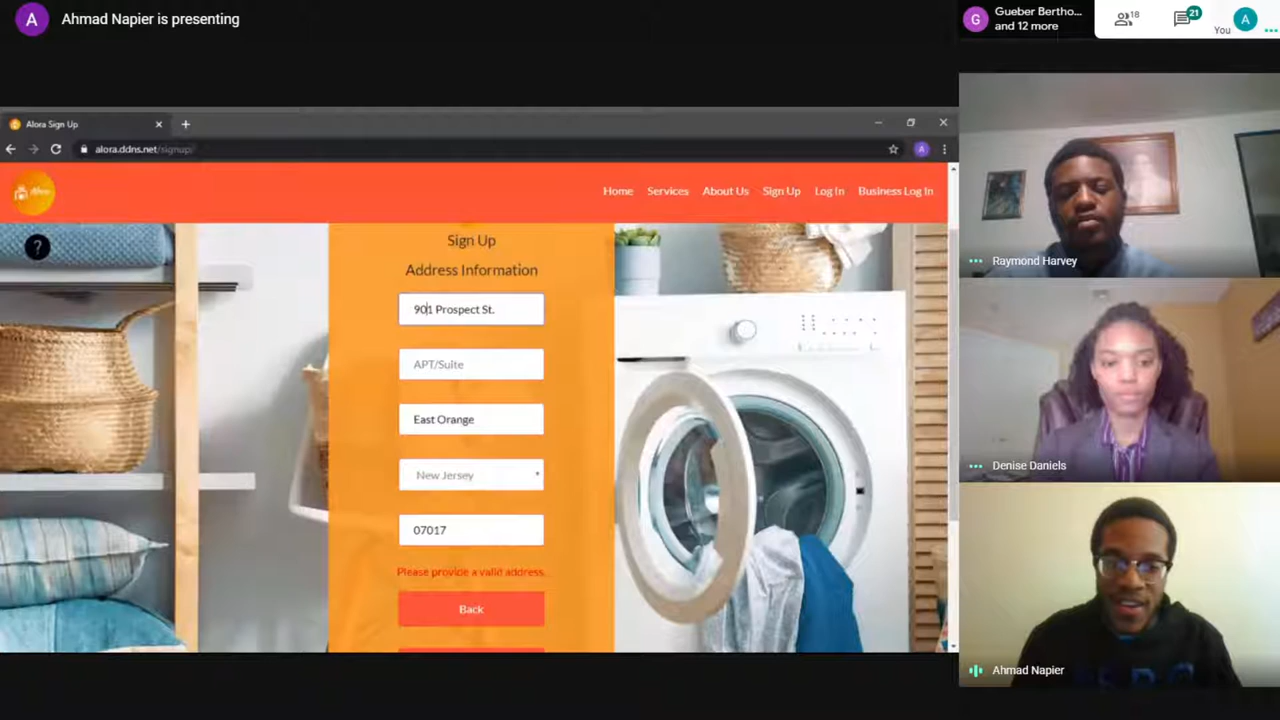 A
Ahmad Napier is presenting
G
Gueber Bertho...
and 12 more
18
21
You
A
Alora Sign Up
alora.ddns.net/signup
A
Alora
Home
Services
About Us
Sign Up
Log In
Business Log In
?
Sign Up
Address Information
901 Prospect St.
APT/Suite
East Orange
New Jersey
07017
Please provide a valid address.
Back
Raymond Harvey
Denise Daniels
Ahmad Napier